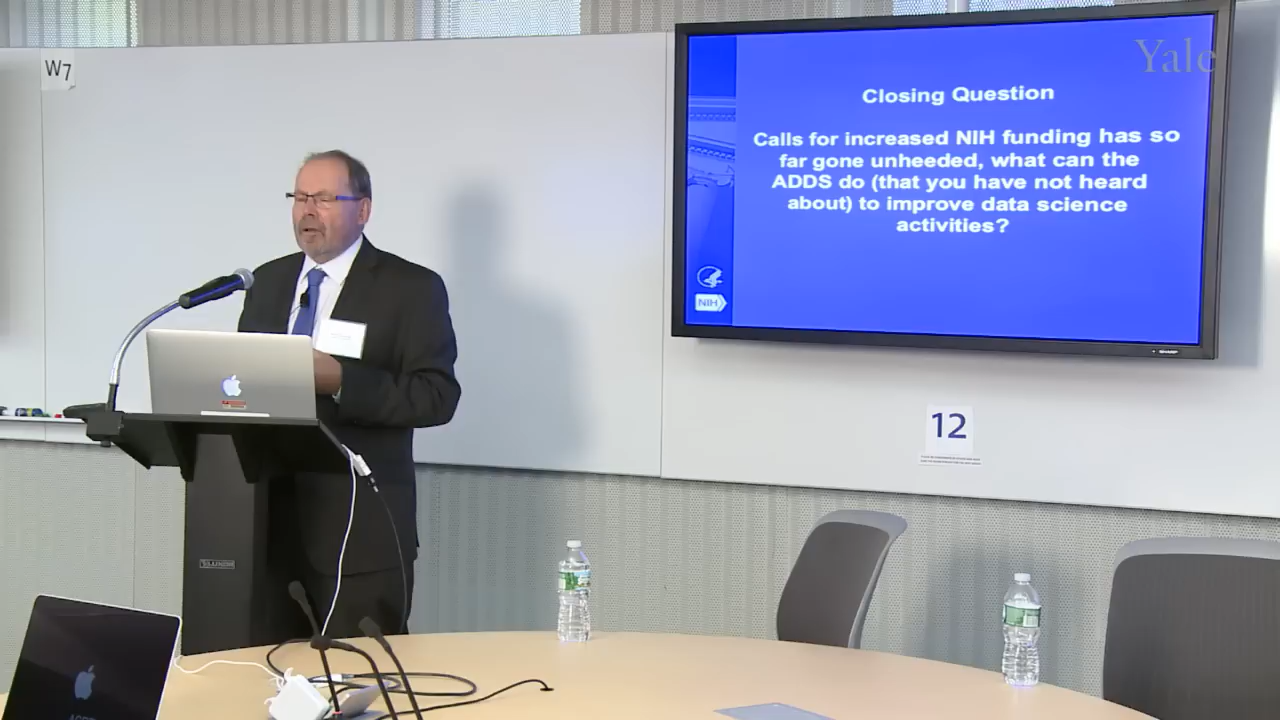 W7
Yale
Closing Question
Calls for increased NIH funding has so
far gone unheeded, what can the
ADDS do (that you have not heard
about) to improve data science
activities?
NIH
SHARP
12